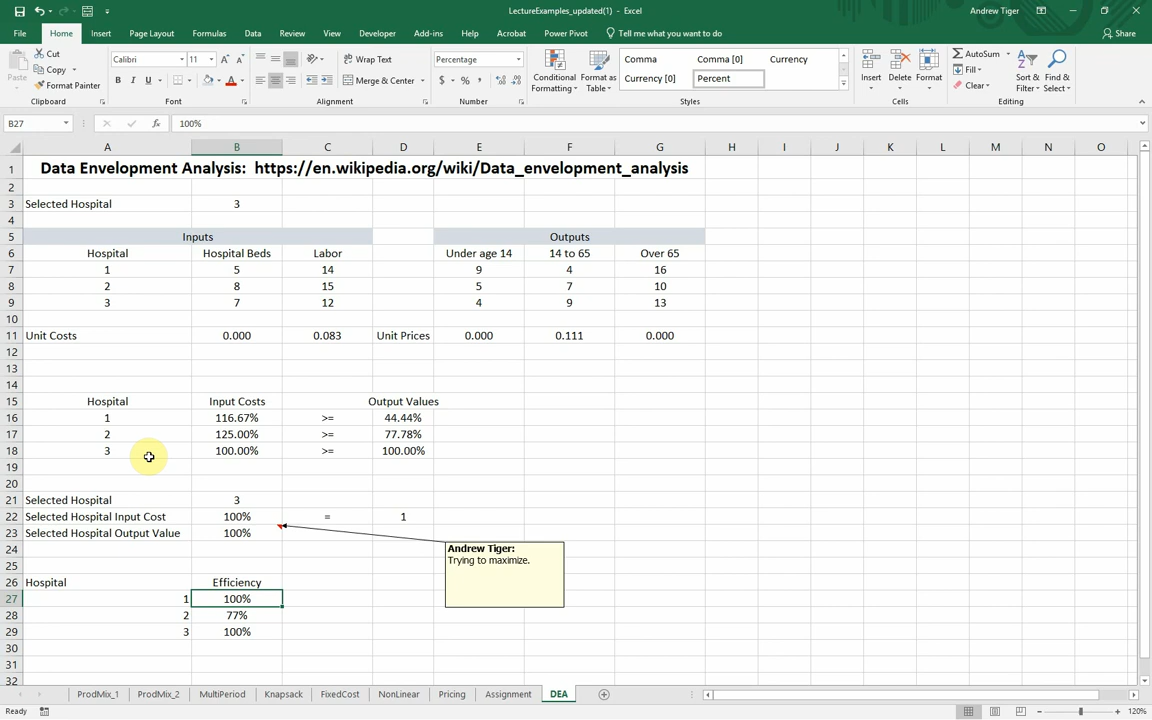 LectureExamples_updated(1) - Excel
Andrew Tiger
File Home Insert Page Layout Formulas Data Review View Developer Add-ins Help Acrobat Power Pivot Tell me what you want to do Share
Paste
Cut
Copy
Format Painter
Clipboard
Calibri 11
B I U
Font
Wrap Text
Merge & Center
Alignment
Percentage
$ % ,
Number
Conditional Formatting
Format as Table
Comma Comma [0] Currency
Currency [0] Percent
Styles
Insert Delete Format
Cells
AutoSum
Fill
Clear
Sort & Filter
Find & Select
Editing
B27 fx 100%
A B C D E F G H I J K L M N O
1 Data Envelopment Analysis: https://en.wikipedia.org/wiki/Data_envelopment_analysis
2
3 Selected Hospital 3
4
5 Inputs Outputs
6 Hospital Hospital Beds Labor Under age 14 14 to 65 Over 65
7 1 5 14 9 4 16
8 2 8 15 5 7 10
9 3 7 12 4 9 13
10
11 Unit Costs 0.000 0.083 Unit Prices 0.000 0.111 0.000
12
13
14
15 Hospital Input Costs Output Values
16 1 116.67% >= 44.44%
17 2 125.00% >= 77.78%
18 3 100.00% >= 100.00%
19
20
21 Selected Hospital 3
22 Selected Hospital Input Cost 100% = 1
23 Selected Hospital Output Value 100%
24 Andrew Tiger:
Trying to maximize.
25
26 Hospital Efficiency
27 1 100%
28 2 77%
29 3 100%
30
31
32
ProdMix_1 ProdMix_2 MultiPeriod Knapsack FixedCost NonLinear Pricing Assignment DEA
Ready 120%